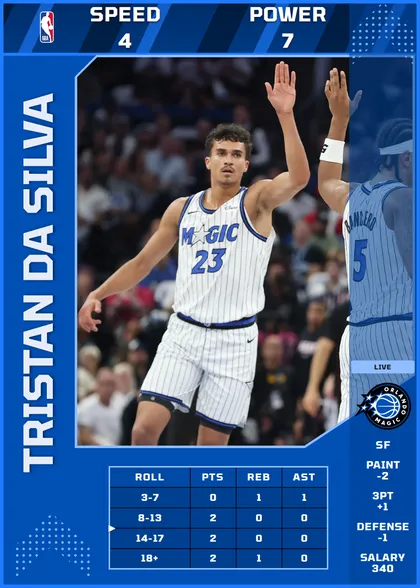 SPEED
4
POWER
7
NBA
TRISTAN DA SILVA
MAGIC
23
BANCHERO
5
LIVE
ORLANDO
MAGIC
SF
PAINT
-2
3PT
+1
DEFENSE
-1
SALARY
340
ROLL PTS REB AST
3-7 0 1 1
8-13 2 0 0
14-17 2 0 0
18+ 2 1 0